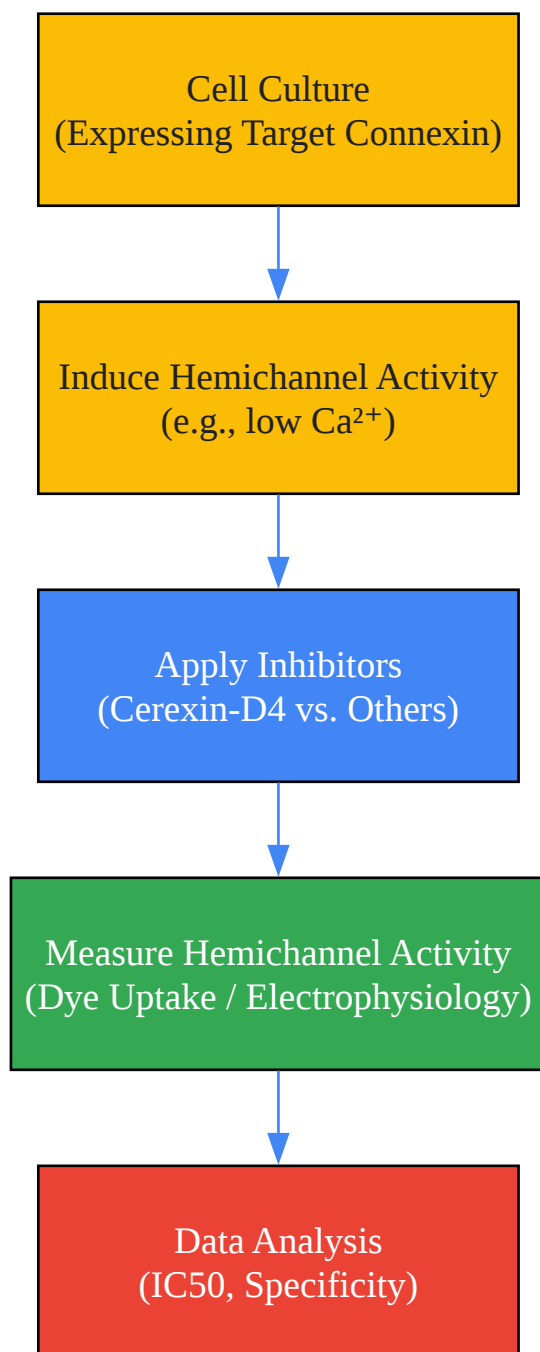 Cell Culture
(Expressing Target Connexin)
Induce Hemichannel Activity
(e.g., low Ca²⁺)
Apply Inhibitors
(Cerexin-D4 vs. Others)
Measure Hemichannel Activity
(Dye Uptake / Electrophysiology)
Data Analysis
(IC50, Specificity)